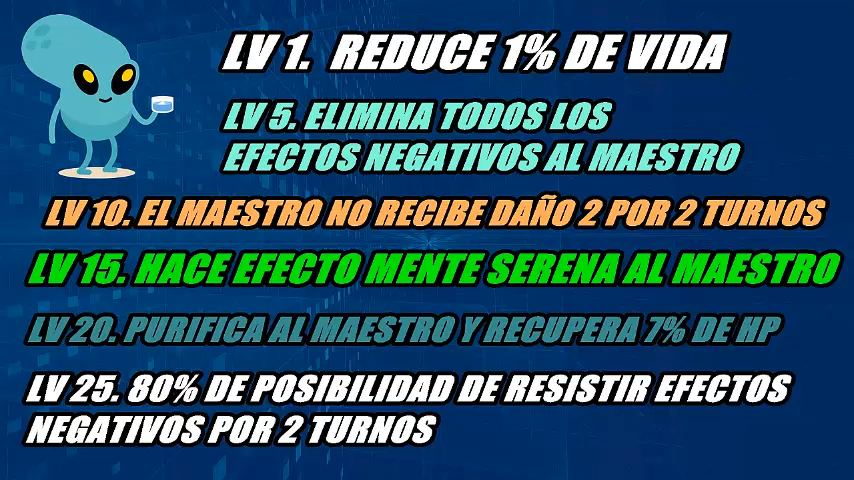 LV 1. REDUCE 1% DE VIDA
LV 5. ELIMINA TODOS LOS
EFECTOS NEGATIVOS AL MAESTRO
LV 10. EL MAESTRO NO RECIBE DAÑO 2 POR 2 TURNOS
LV 15. HACE EFECTO MENTE SERENA AL MAESTRO
LV 20. PURIFICA AL MAESTRO Y RECUPERA 7% DE HP
LV 25. 80% DE POSIBILIDAD DE RESISTIR EFECTOS
NEGATIVOS POR 2 TURNOS